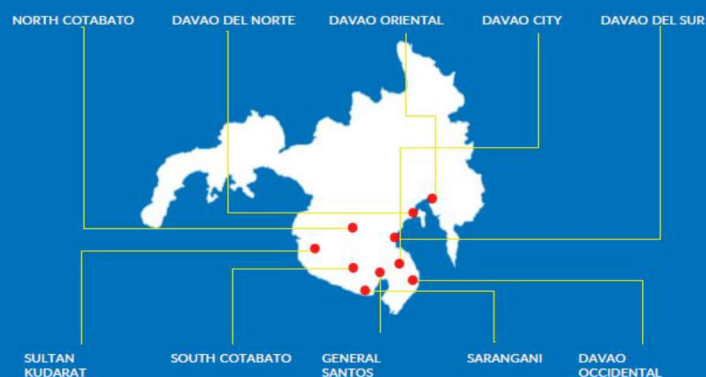 NORTH COTABATO
DAVAO DEL NORTE
DAVAO ORIENTAL
DAVAO CITY
DAVAO DEL SUR
SULTAN
KUDARAT
SOUTH COTABATO
GENERAL
SANTOS
SARANGANI
DAVAO
OCCIDENTAL